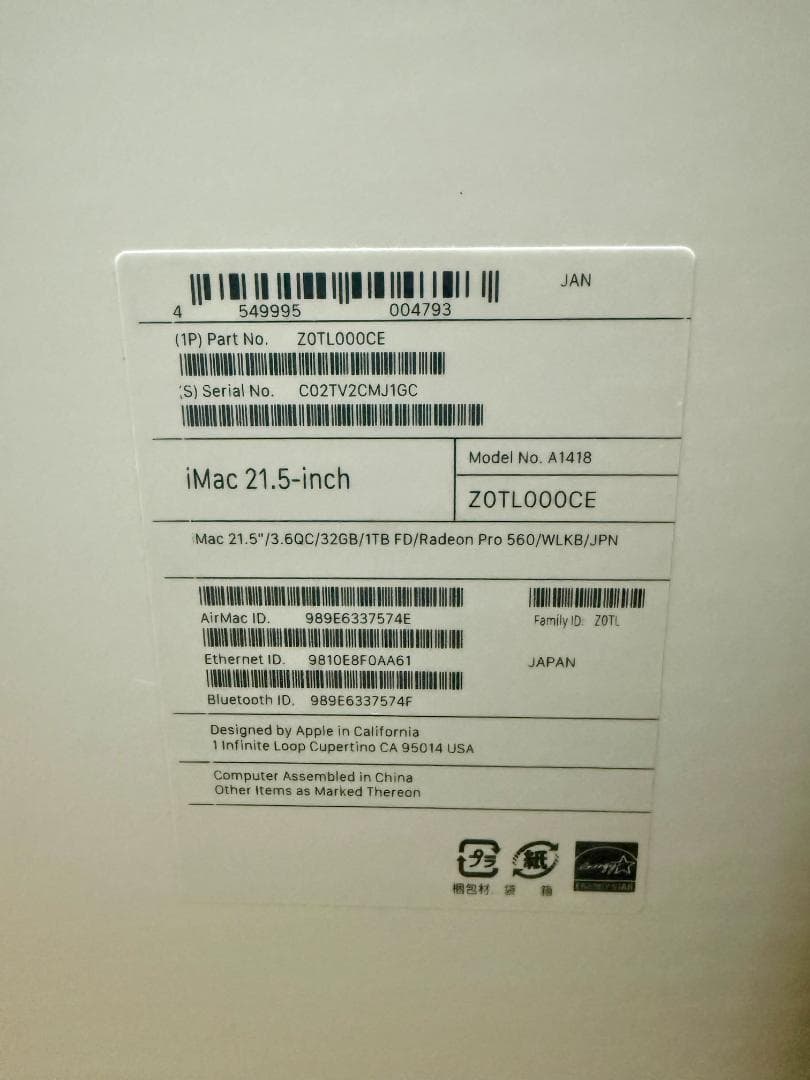 JAN
4 549995 004793
(1P) Part No. Z0TL000CE
(S) Serial No. C02TV2CMJ1GC
iMac 21.5-inch
Model No. A1418
Z0TL000CE
iMac 21.5"/3.6QC/32GB/1TB FD/Radeon Pro 560/WLKB/JPN
AirMac ID. 989E6337574E
Family ID: Z0TL
Ethernet ID. 9810E8F0AA61
JAPAN
Bluetooth ID. 989E6337574F
Designed by Apple in California
1 Infinite Loop Cupertino CA 95014 USA
Computer Assembled in China
Other Items as Marked Thereon
プラ 紙 energy
梱包材 袋 箱 ENERGY STAR